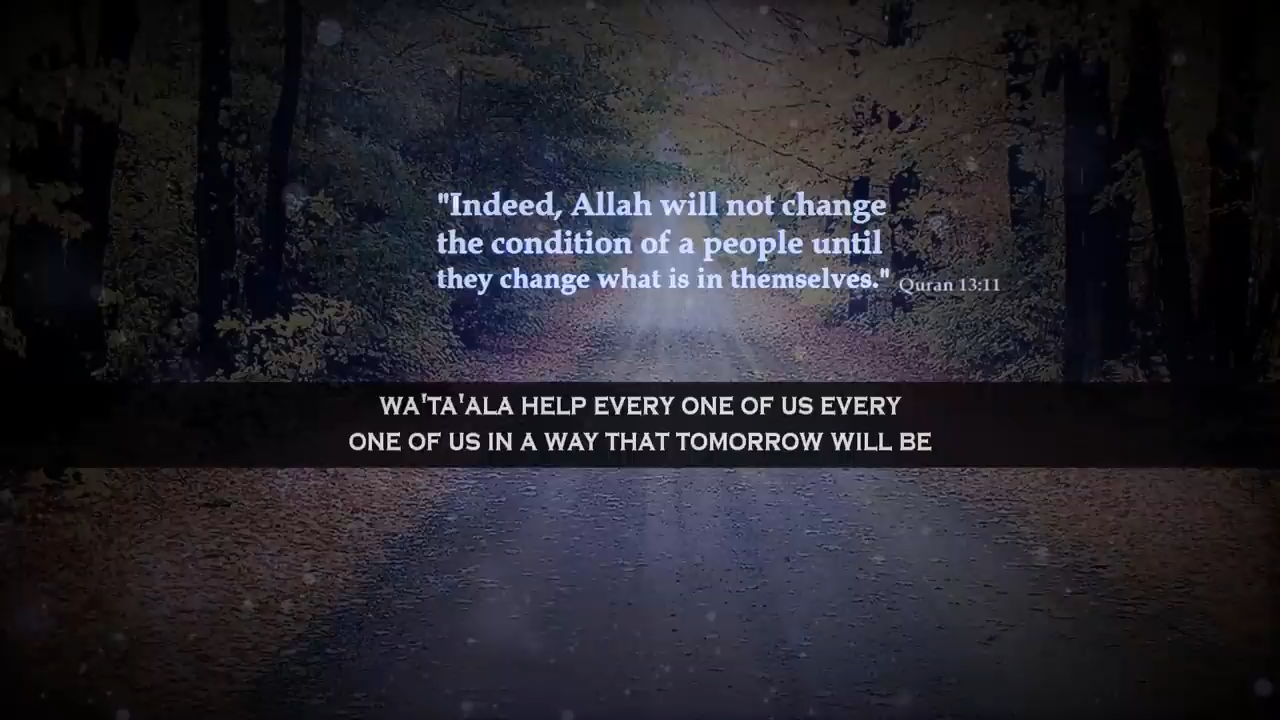 "Indeed, Allah will not change
the condition of a people until
they change what is in themselves." Quran 13:11
WA'TA'ALA HELP EVERY ONE OF US EVERY
ONE OF US IN A WAY THAT TOMORROW WILL BE